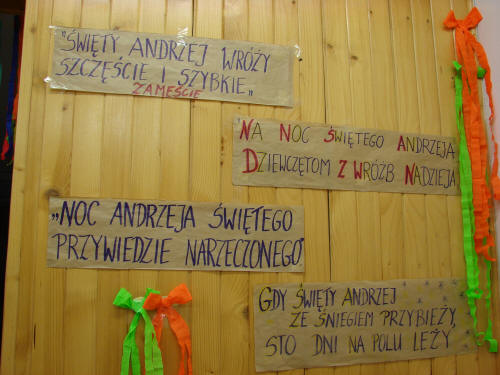 "ŚWIĘTY ANDRZEJ WRÓŻY
SZCZĘŚCIE I SZYBKIE„
ZAMĘŚCIE
"NA NOC ŚWIĘTEGO ANDRZEJA
DZIEWCZĘTOM Z WRÓŻB NADZIEJA
„NOC ANDRZEJA ŚWIĘTEGO
PRZYWIEDZIE NARZECZONEGO"
GDY ŚWIĘTY ANDRZEJ
ZE ŚNIEGIEM PRZYBIEŻY,
STO DNI NA POLU LEŻY